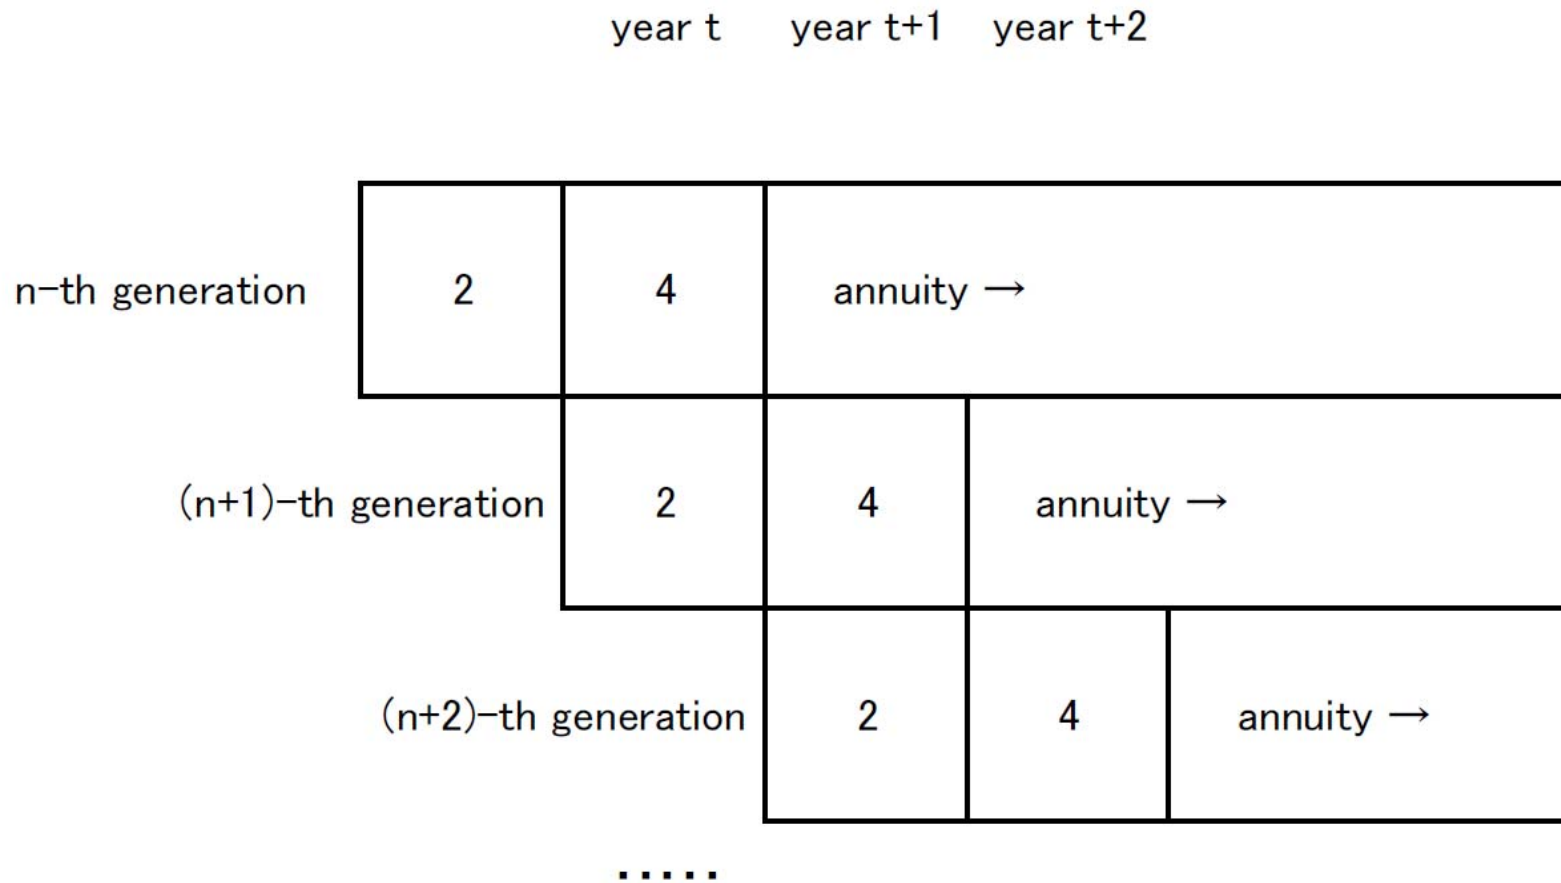 year t year t+1 year t+2
n-th generation 2 4 annuity →
(n+1)-th generation 2 4 annuity →
(n+2)-th generation 2 4 annuity →
.....